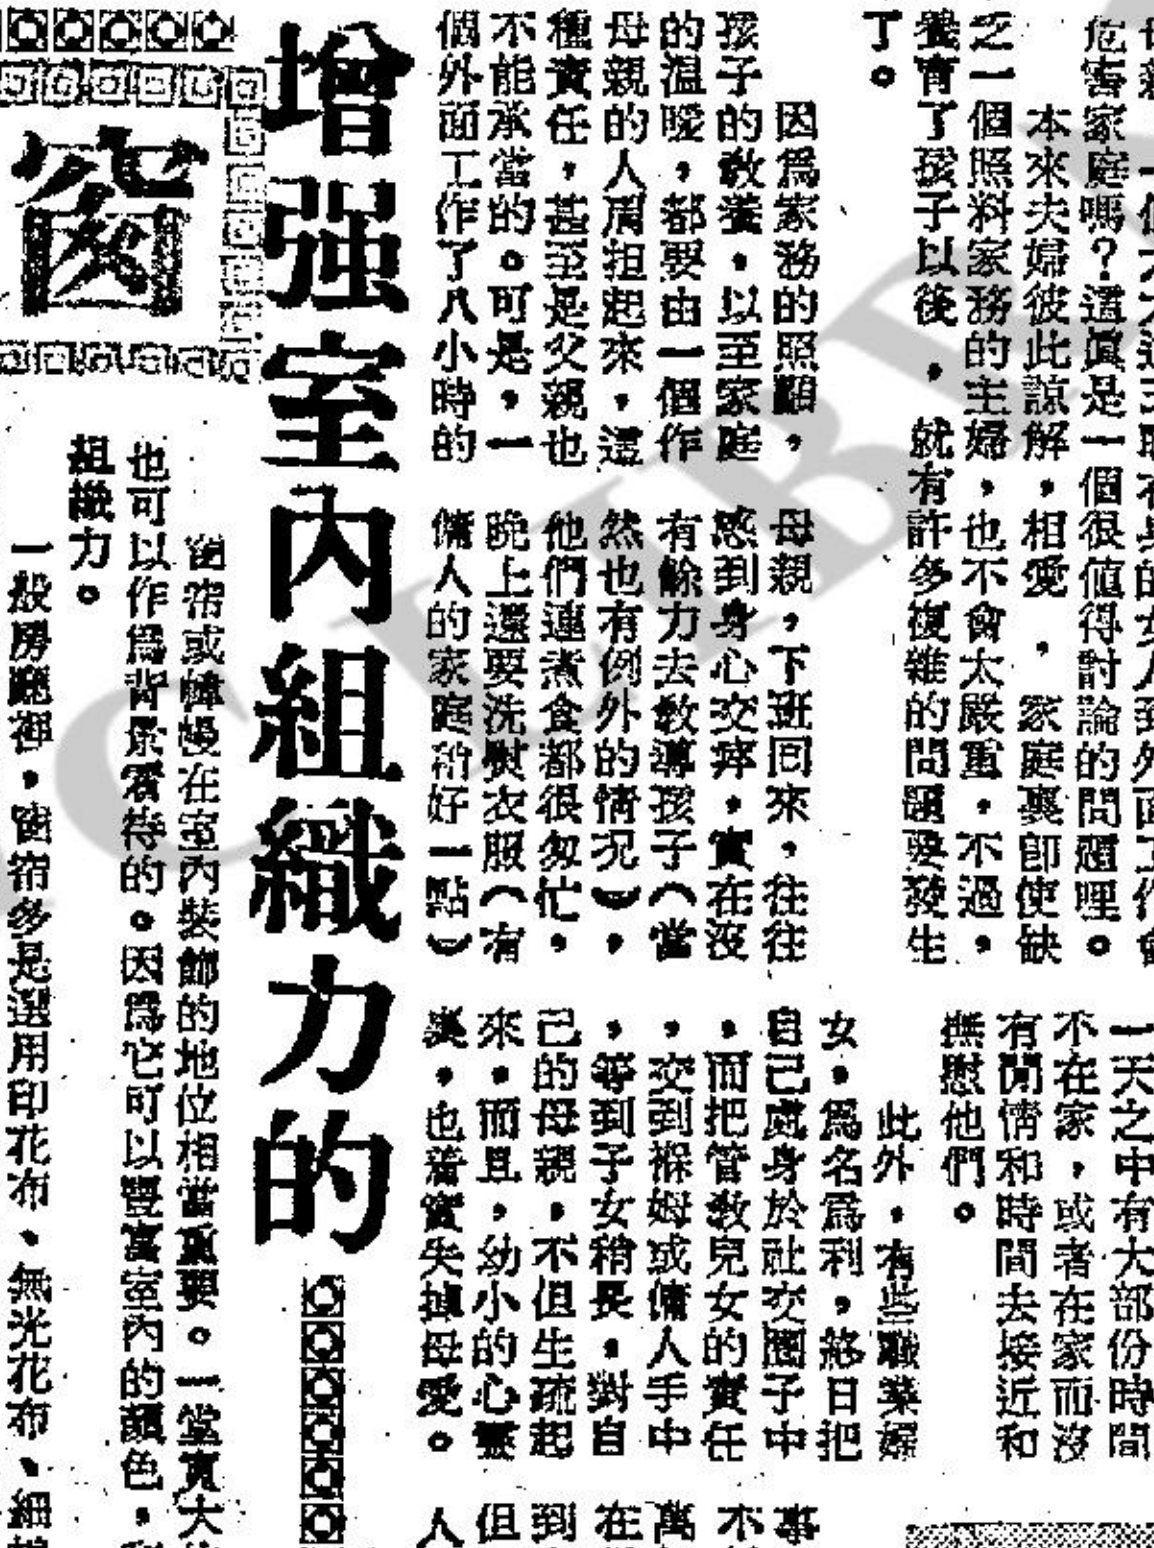 危害家庭嗎?這眞是一個很値得討論的問題哩。
本來夫婦彼此諒解,相愛,家庭裏卽使缺
之一個照料家務的主婦,也不會太嚴重,不過,
養育了孩子以後,就有許多複雜的問題要發生
了。
因爲家務的照顧,
孩子的敎養,以至家庭
的溫暖,都要由一個作
母親的人肩担起來,這
種責任,甚至是父親也
不能承當的。可是,一
個外面工作了八小時的
母親,下班回來,往往
感到身心交瘁,實在沒
有餘力去敎導孩子(當
然也有例外的情況),
他們連煮食都很匆忙,
晚上還要洗熨衣服(有
傭人的家庭稍好一點)
一天之中有大部份時間
不在家,或者在家而沒
有閒情和時間去接近和
撫慰他們。
此外,有些職業婦
女,爲名爲利,終日把
自己處身於社交圈子中
,而把管敎兒女的責任
,交到褓姆或傭人手中
,等到子女稍長,對自
己的母親,不但生疏起
來,而且,幼小的心靈
裏,也着實失掉母愛。
事
不
萬
在
到
但
人
增强室內組織力的
窗
窗帘或幃幔在室內裝飾的地位相當重要。一堂寬大
也可以作爲背景看待的。因爲它可以豐富室內的顏色,
組織力。
一般房廳裡,窗帘多是選用印花布、無光花布、細